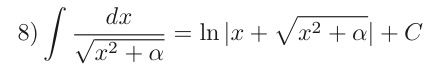 8) ∫ dx / √(x² + α) = ln |x + √(x² + α)| + C